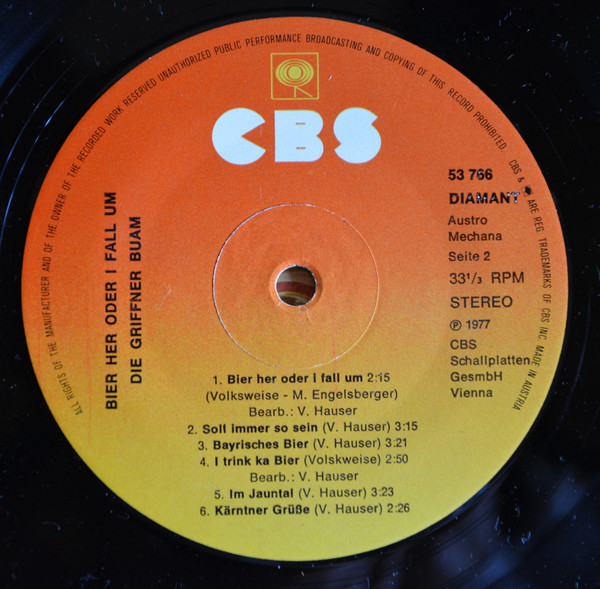 ALL RIGHTS OF THE MANUFACTURER AND OF THE OWNER OF THE RECORDED WORK RESERVED UNAUTHORIZED PUBLIC PERFORMANCE BROADCASTING AND COPYING OF THIS RECORD PROHIBITED. CBS & ARE REG. TRADEMARKS OF CBS INC. MADE IN AUSTRIA
CBS
BIER HER ODER I FALL UM
DIE GRIFFNER BUAM
53 766
DIAMANT
Austro
Mechana
Seite 2
33¹/₃ RPM
STEREO
℗ 1977
CBS
Schallplatten
GesmbH
Vienna
1. Bier her oder i fall um 2:15
(Volksweise - M. Engelsberger)
Bearb.: V. Hauser
2. Soll immer so sein (V. Hauser) 3:15
3. Bayrisches Bier (V. Hauser) 3:21
4. I trink ka Bier (Volskweise) 2:50
Bearb.: V. Hauser
5. Im Jauntal (V. Hauser) 3:23
6. Kärntner Grüße (V. Hauser) 2:26